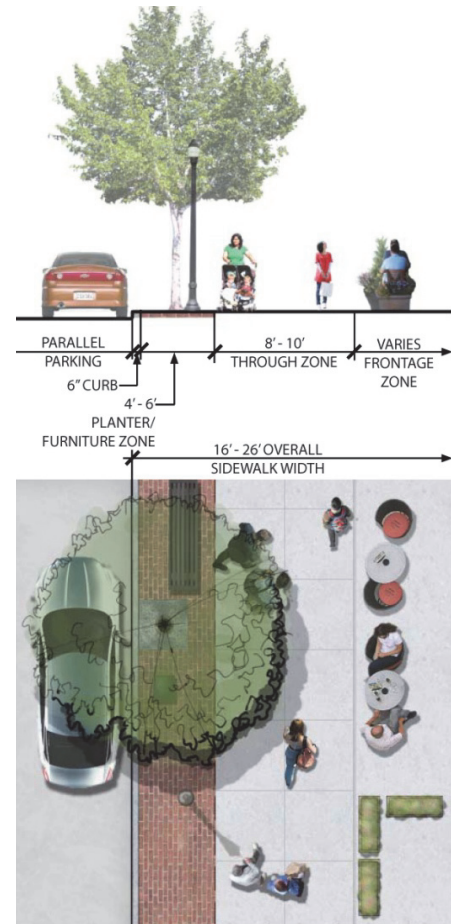 PARALLEL
PARKING
6" CURB
4' - 6'
PLANTER/
FURNITURE ZONE
8' - 10'
THROUGH ZONE
VARIES
FRONTAGE
ZONE
16' - 26' OVERALL
SIDEWALK WIDTH